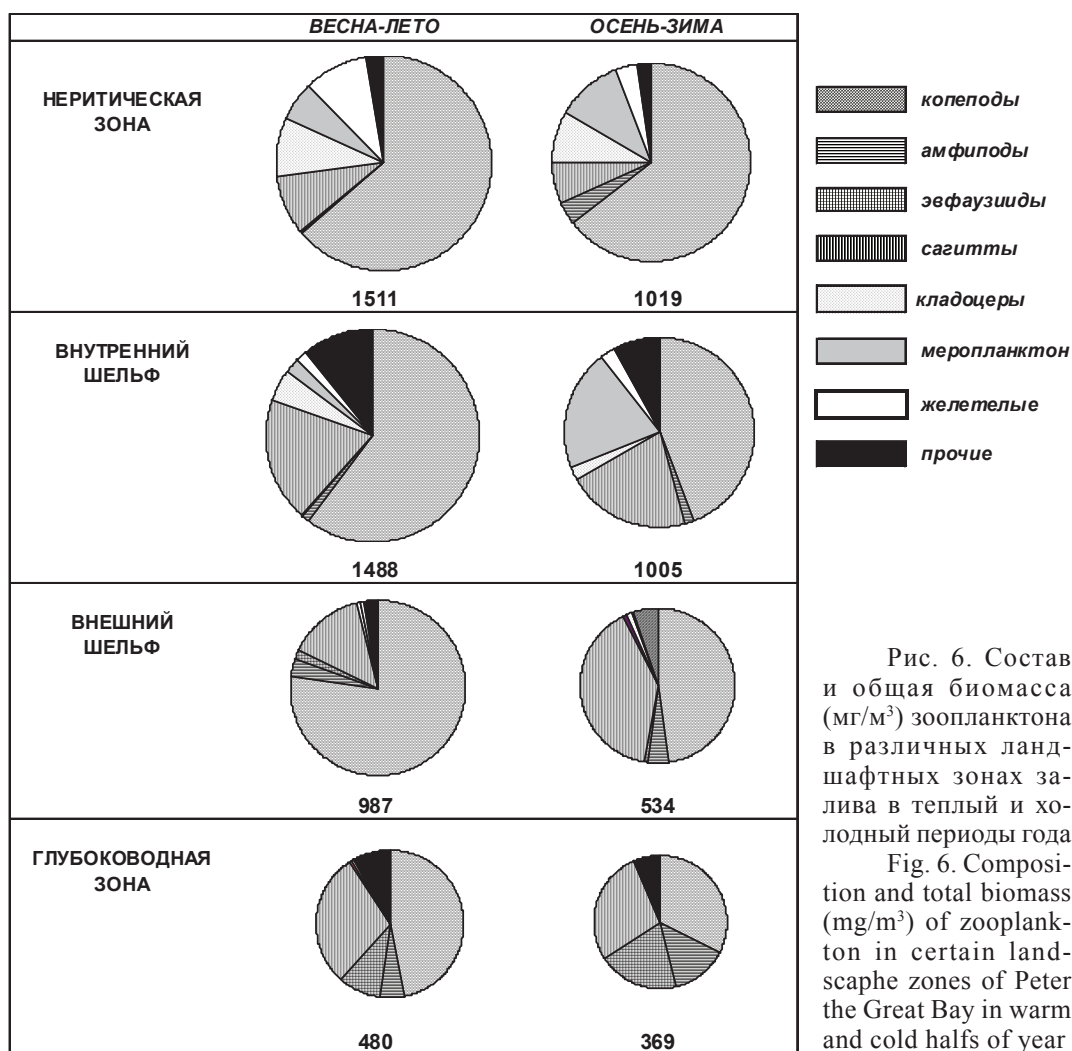 ВЕСНА-ЛЕТО ОСЕНЬ-ЗИМА
НЕРИТИЧЕСКАЯ
ЗОНА
1511 1019
ВНУТРЕННИЙ
ШЕЛЬФ
1488 1005
ВНЕШНИЙ
ШЕЛЬФ
987 534
ГЛУБОКОВОДНАЯ
ЗОНА
480 369
копеподы
амфиподы
эвфаузииды
сагитты
кладоцеры
меропланктон
желетелые
прочие
Рис. 6. Состав
и общая биомасса
(мг/м³) зоопланктона
в различных ланд-
шафтных зонах за-
лива в теплый и хо-
лодный периоды года
Fig. 6. Composi-
tion and total biomass
(mg/m³) of zooplank-
ton in certain land-
scaphe zones of Peter
the Great Bay in warm
and cold halfs of year